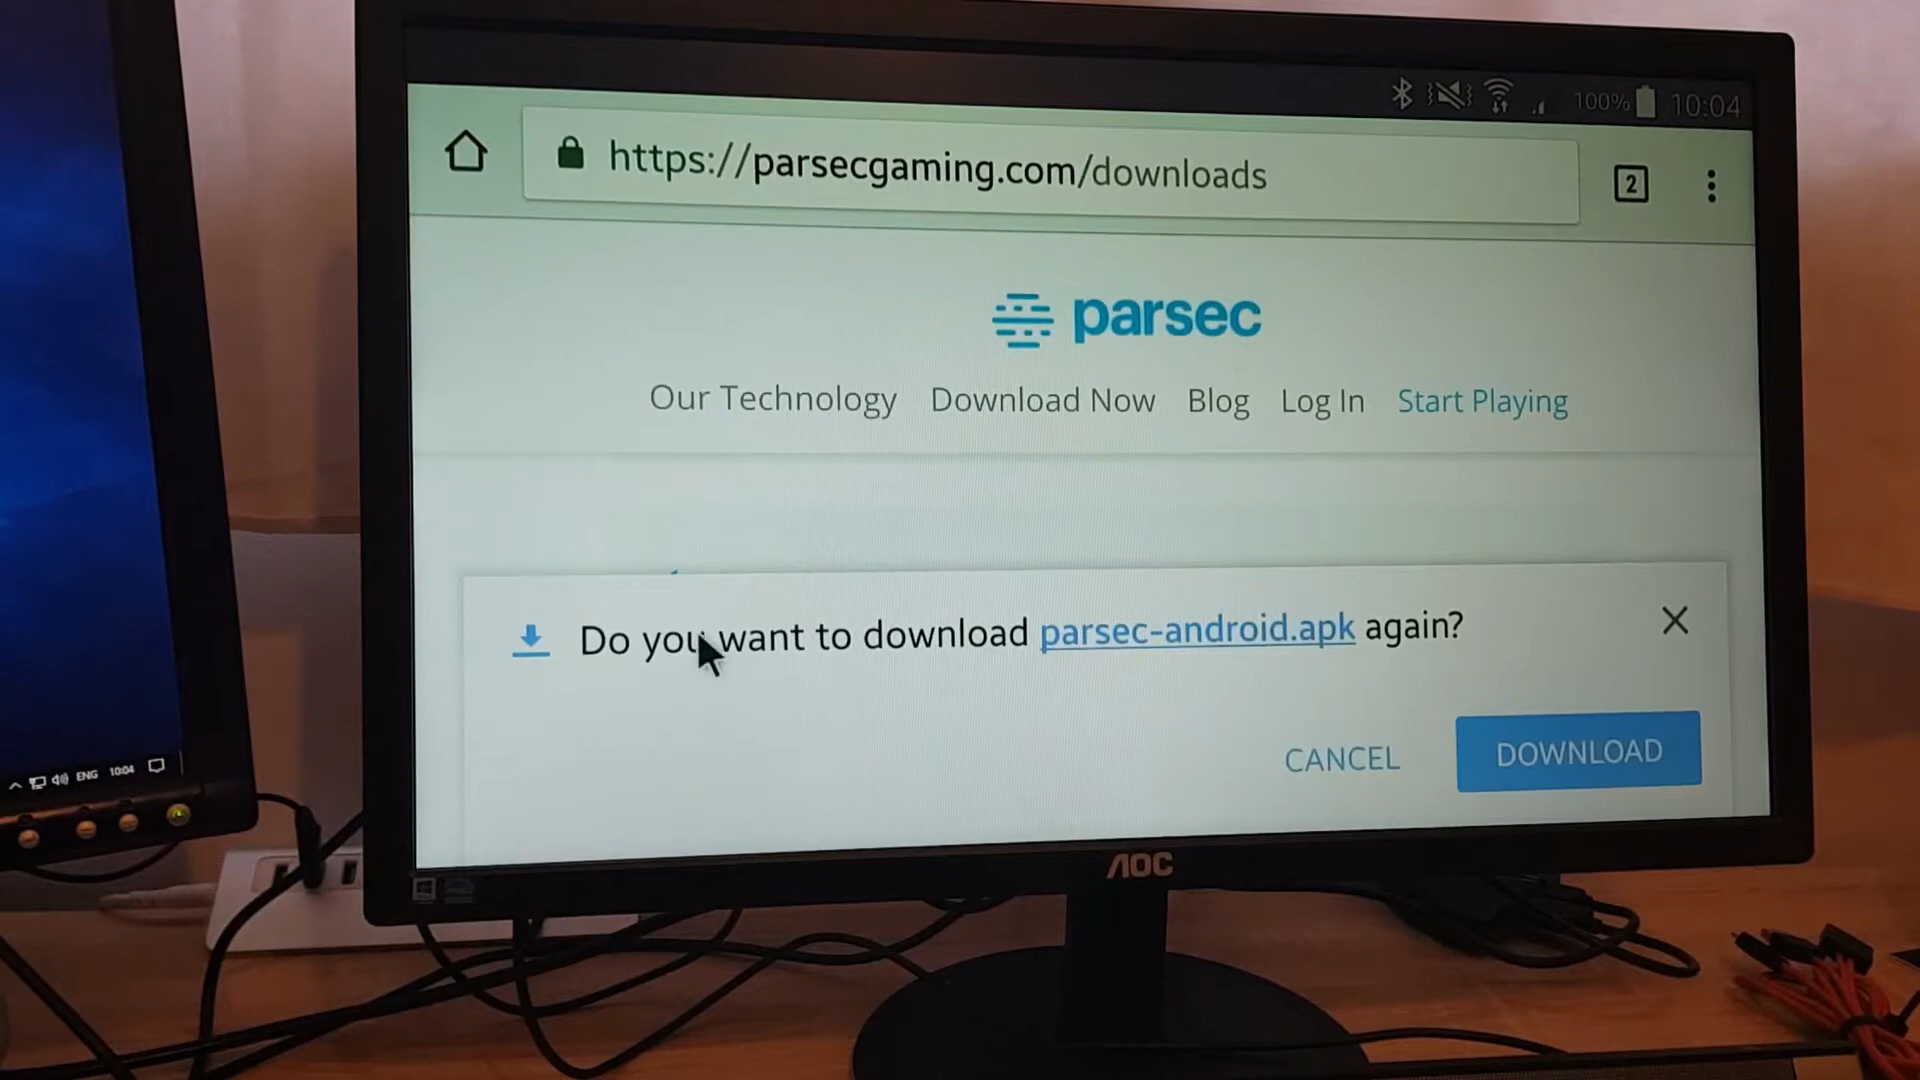 100% 10:04
https://parsecgaming.com/downloads
2
parsec
Our Technology Download Now Blog Log In Start Playing
Do you want to download parsec-android.apk again?
CANCEL DOWNLOAD
ENG 10:04
AOC